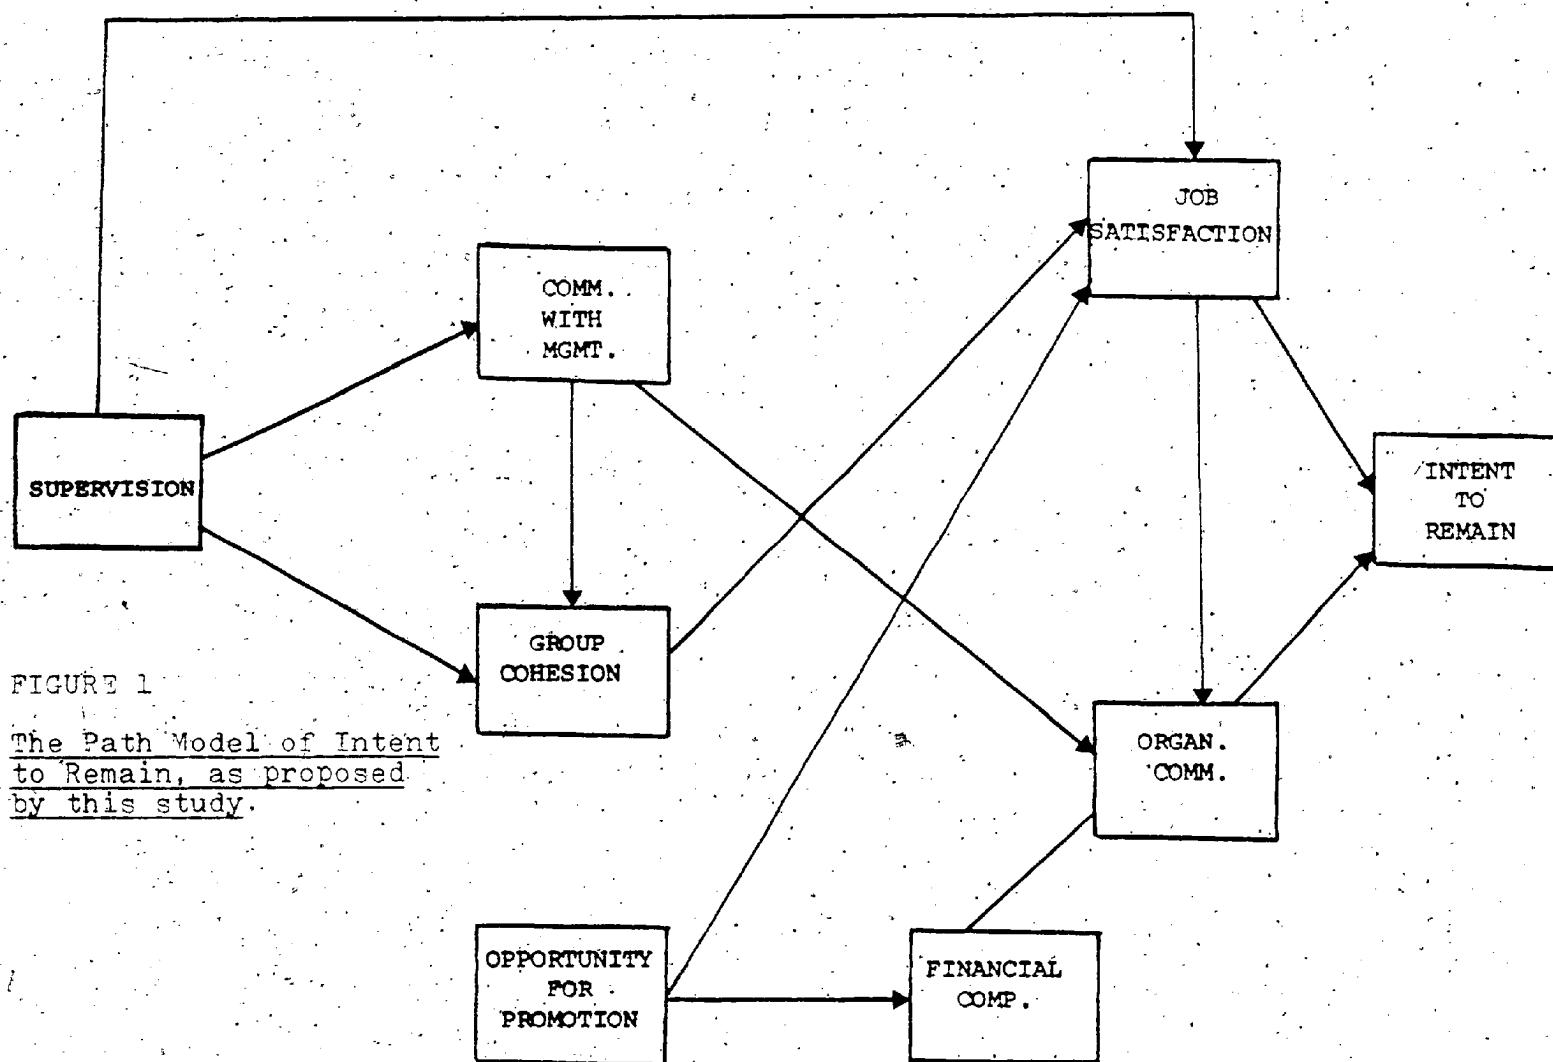 JOB
SATISFACTION
COMM.
WITH
MGMT.
SUPERVISION
INTENT
TO
REMAIN
GROUP
COHESION
FIGURE 1
The Path Model of Intent
to Remain, as proposed
by this study.
ORGAN.
COMM.
OPPORTUNITY
FOR
PROMOTION
FINANCIAL
COMP.